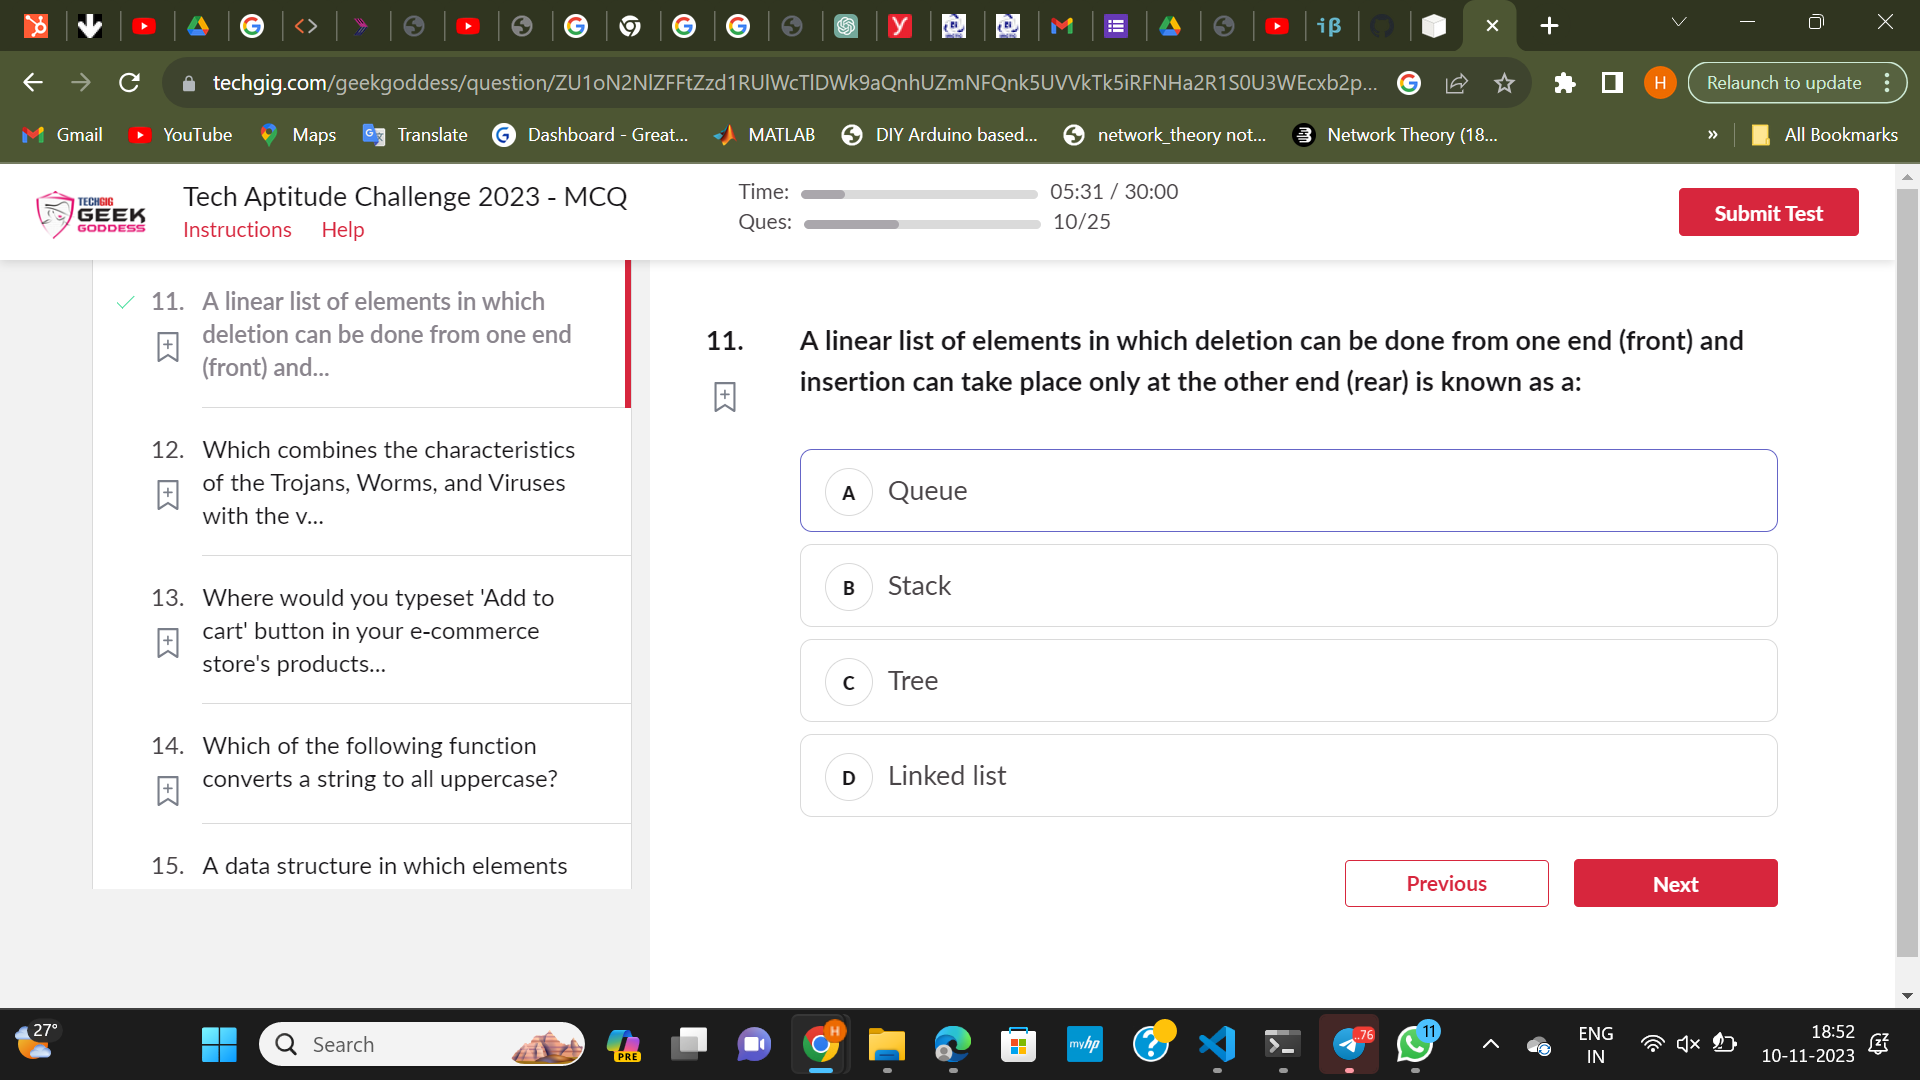 techgig.com/geekgoddess/question/ZU1oN2NlZFFtZzd1RUlWcTlDWk9aQnhUZmNFQnk5UVVkTk5iRFNHa2R1S0U3WEcxb2p...
H
Relaunch to update
Gmail
YouTube
Maps
Translate
Dashboard - Great...
MATLAB
DIY Arduino based...
network_theory not...
Network Theory (18...
»
All Bookmarks
TECHGIG
GEEK
GODDESS
Tech Aptitude Challenge 2023 - MCQ
Instructions
Help
Time:
05:31 / 30:00
Ques:
10/25
Submit Test
11. A linear list of elements in which
deletion can be done from one end
(front) and...
12. Which combines the characteristics
of the Trojans, Worms, and Viruses
with the v...
13. Where would you typeset 'Add to
cart' button in your e-commerce
store's products...
14. Which of the following function
converts a string to all uppercase?
15. A data structure in which elements
11. A linear list of elements in which deletion can be done from one end (front) and
insertion can take place only at the other end (rear) is known as a:
A Queue
B Stack
C Tree
D Linked list
Previous
Next
27°
Search
PRE
H
myhp
.76
11
ENG
IN
18:52
10-11-2023